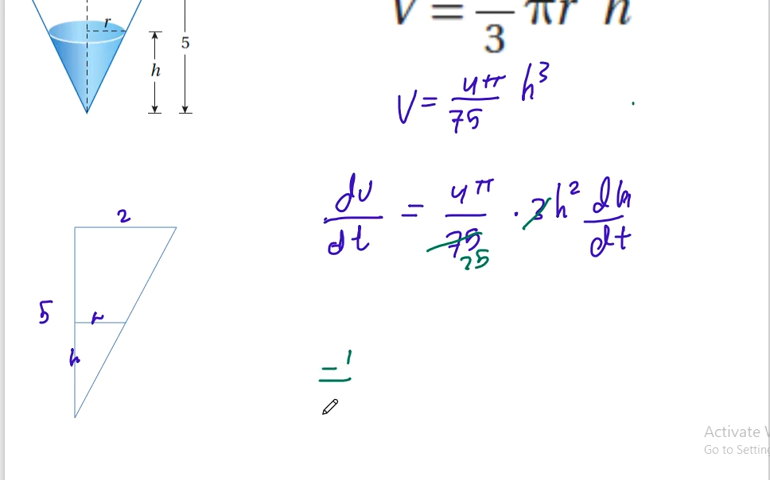 V = 1/3 πr² h
r
5
h
V = 4π/75 h³
dv/dt = 4π/75 · 3h² dh/dt
25
2
5
r
h
= 1
Activate
Go to Setting